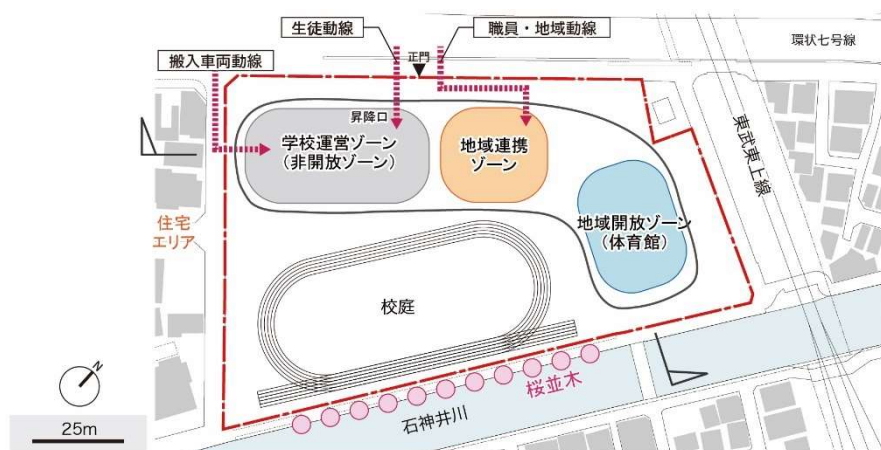 生徒動線
職員・地域動線
搬入車両動線
正門
環状七号線
昇降口
学校運営ゾーン
(非開放ゾーン)
地域連携
ゾーン
東武東上線
住宅
エリア
地域開放ゾーン
(体育館)
校庭
桜並木
石神井川
N
25m